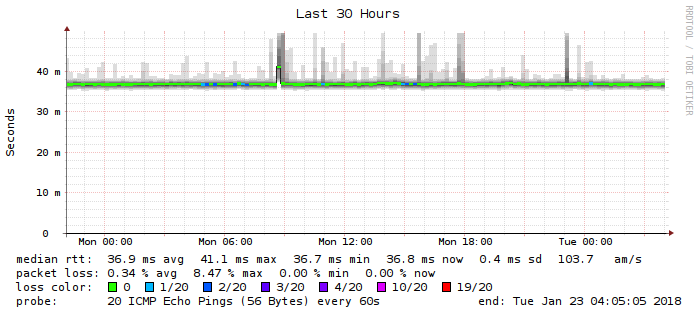 Last 30 Hours
RRDTOOL / TOBI OETIKER
Seconds
40 m
30 m
20 m
10 m
0
Mon 00:00 Mon 06:00 Mon 12:00 Mon 18:00 Tue 00:00
median rtt: 36.9 ms avg 41.1 ms max 36.7 ms min 36.8 ms now 0.4 ms sd 103.7 am/s
packet loss: 0.34 % avg 8.47 % max 0.00 % min 0.00 % now
loss color: 0 1/20 2/20 3/20 4/20 10/20 19/20
probe: 20 ICMP Echo Pings (56 Bytes) every 60s end: Tue Jan 23 04:05:05 2018